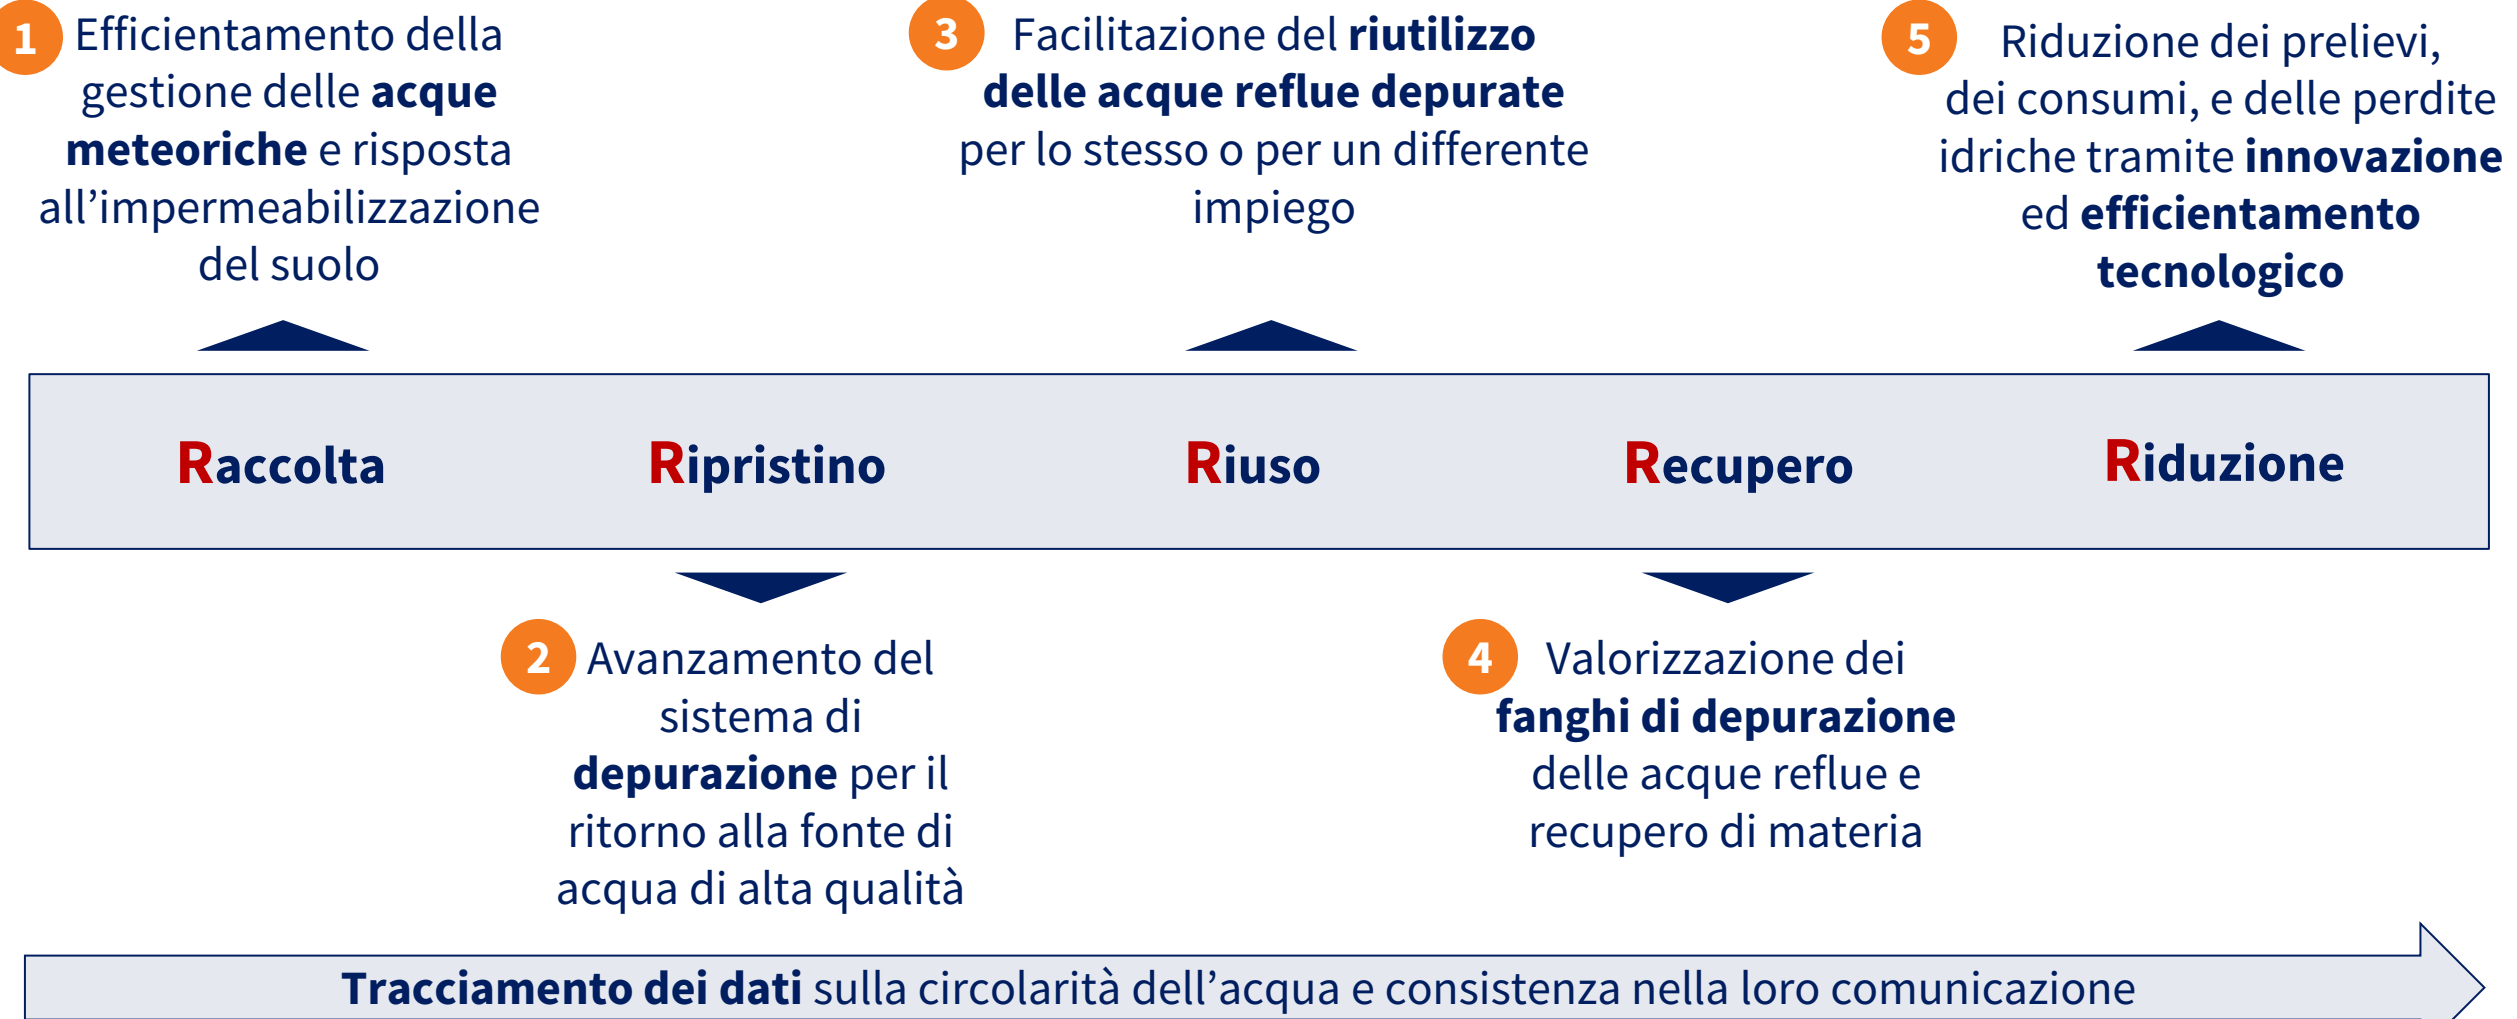 1
Efficientamento della
gestione delle acque
meteoriche e risposta
all’impermeabilizzazione
del suolo
3
Facilitazione del riutilizzo
delle acque reflue depurate
per lo stesso o per un differente
impiego
5
Riduzione dei prelievi,
dei consumi, e delle perdite
idriche tramite innovazione
ed efficientamento
tecnologico
Raccolta
Ripristino
Riuso
Recupero
Riduzione
2
Avanzamento del
sistema di
depurazione per il
ritorno alla fonte di
acqua di alta qualità
4
Valorizzazione dei
fanghi di depurazione
delle acque reflue e
recupero di materia
Tracciamento dei dati sulla circolarità dell’acqua e consistenza nella loro comunicazione